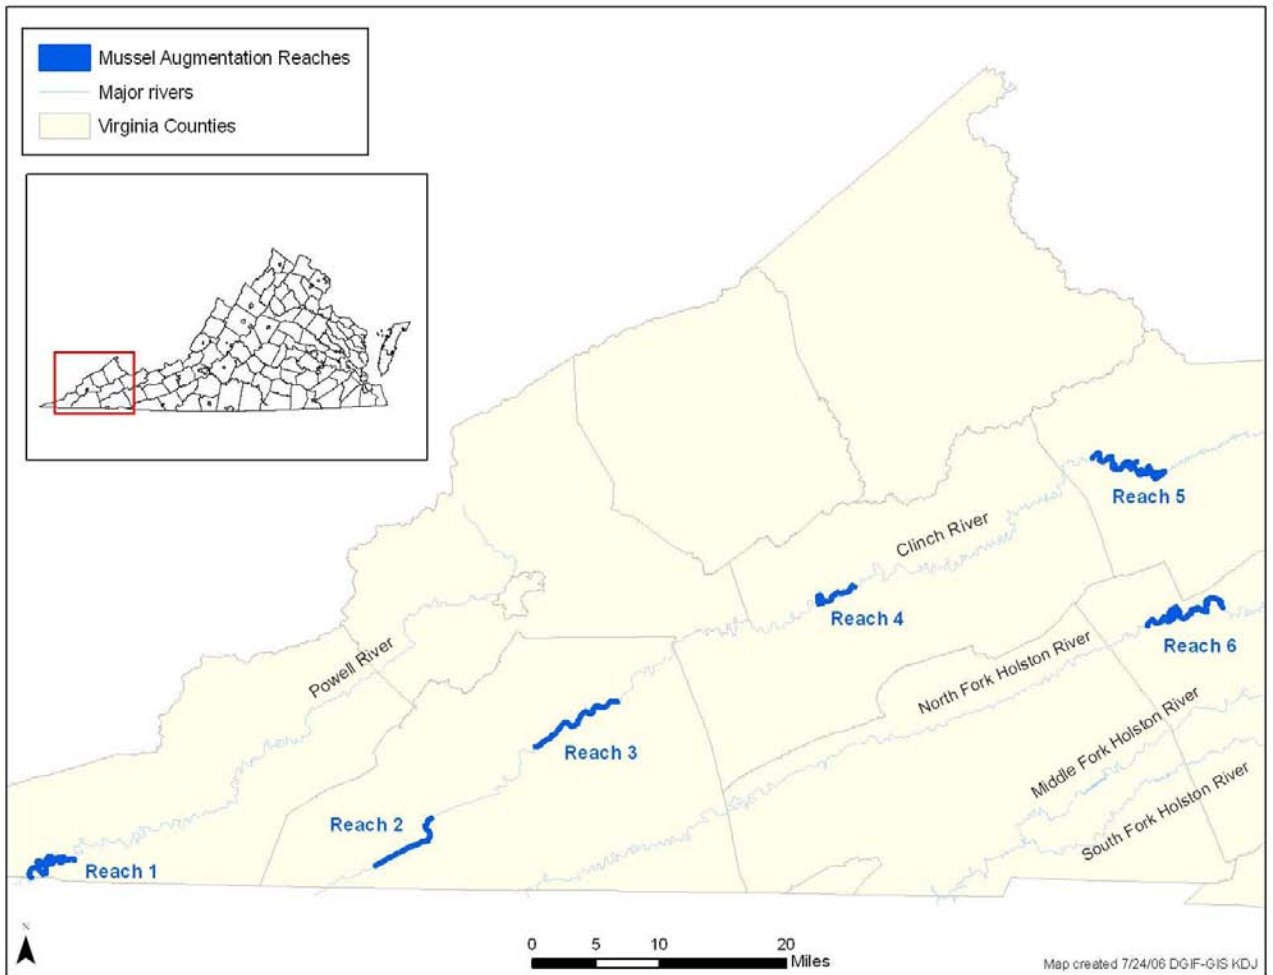 Mussel Augmentation Reaches
Major rivers
Virginia Counties
Reach 5
Clinch River
Reach 4
Reach 6
North Fork Holston River
Powell River
Middle Fork Holston River
Reach 3
South Fork Holston River
Reach 2
Reach 1
N
0 5 10 20
Miles
Map created 7/24/06 DGIF-GIS KDJ